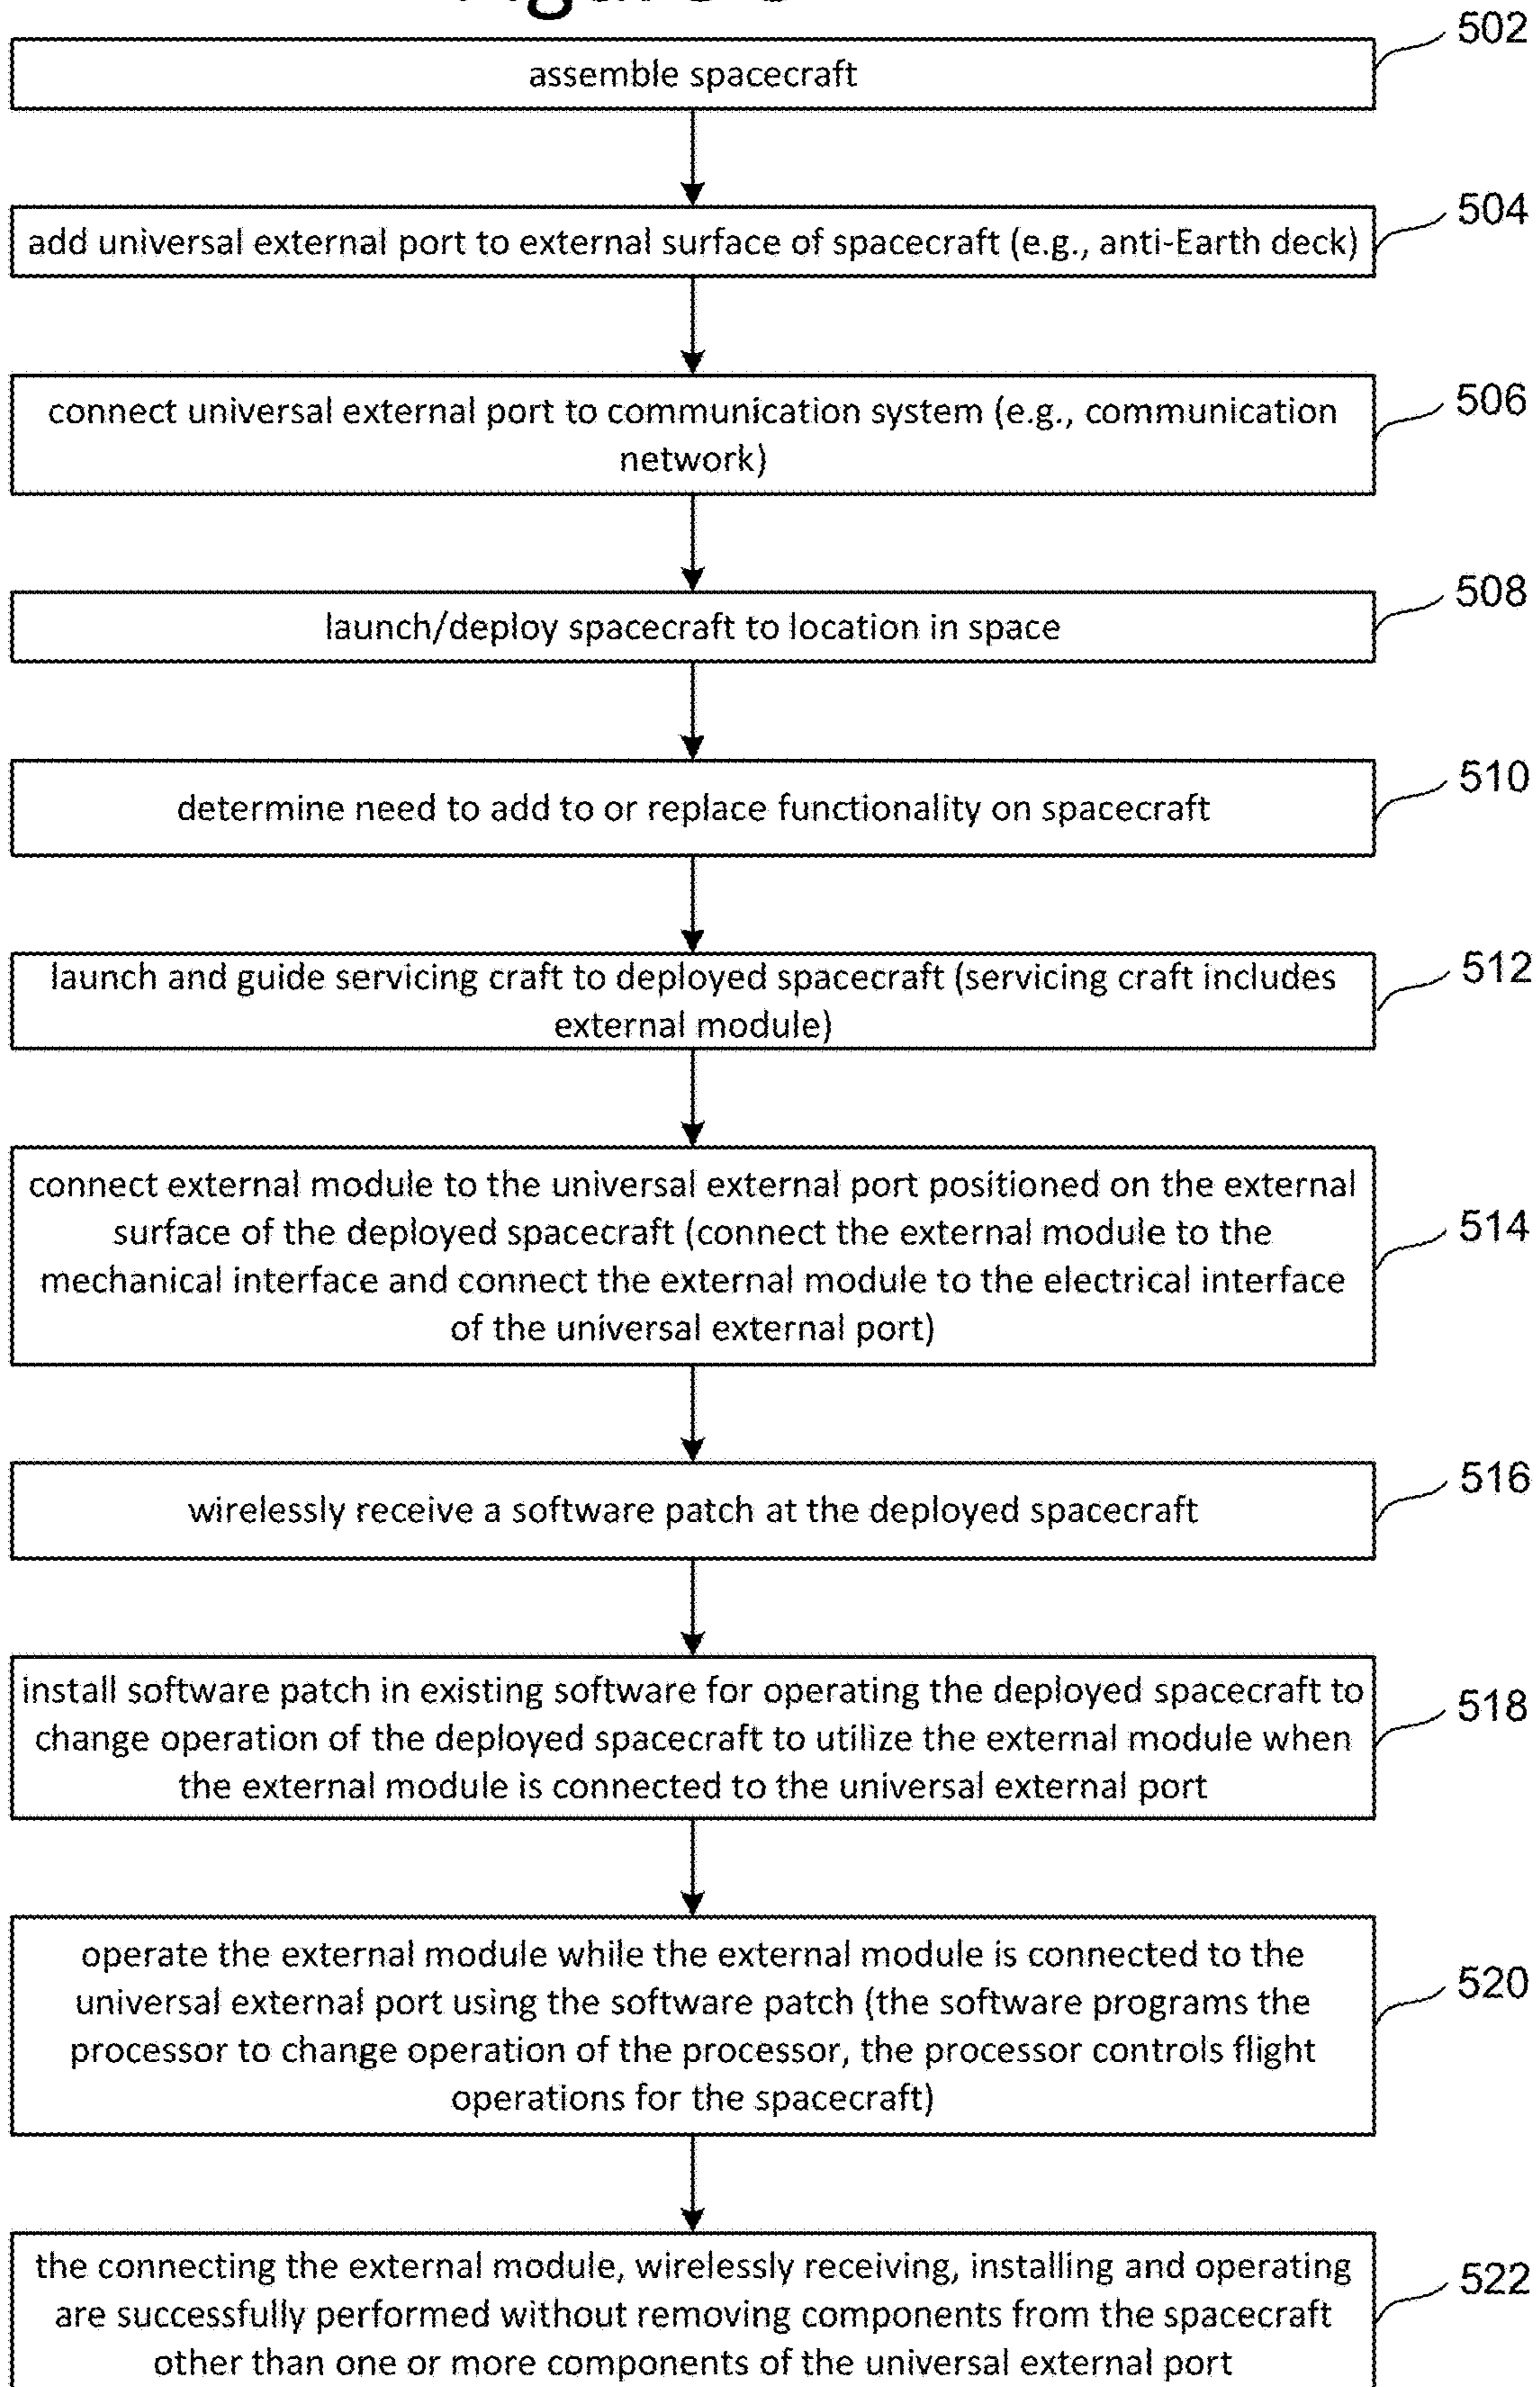 502
assemble spacecraft
504
add universal external port to external surface of spacecraft (e.g., anti-Earth deck)
506
connect universal external port to communication system (e.g., communication
network)
508
launch/deploy spacecraft to location in space
510
determine need to add to or replace functionality on spacecraft
512
launch and guide servicing craft to deployed spacecraft (servicing craft includes
external module)
514
connect external module to the universal external port positioned on the external
surface of the deployed spacecraft (connect the external module to the
mechanical interface and connect the external module to the electrical interface
of the universal external port)
516
wirelessly receive a software patch at the deployed spacecraft
518
install software patch in existing software for operating the deployed spacecraft to
change operation of the deployed spacecraft to utilize the external module when
the external module is connected to the universal external port
520
operate the external module while the external module is connected to the
universal external port using the software patch (the software programs the
processor to change operation of the processor, the processor controls flight
operations for the spacecraft)
522
the connecting the external module, wirelessly receiving, installing and operating
are successfully performed without removing components from the spacecraft
other than one or more components of the universal external port